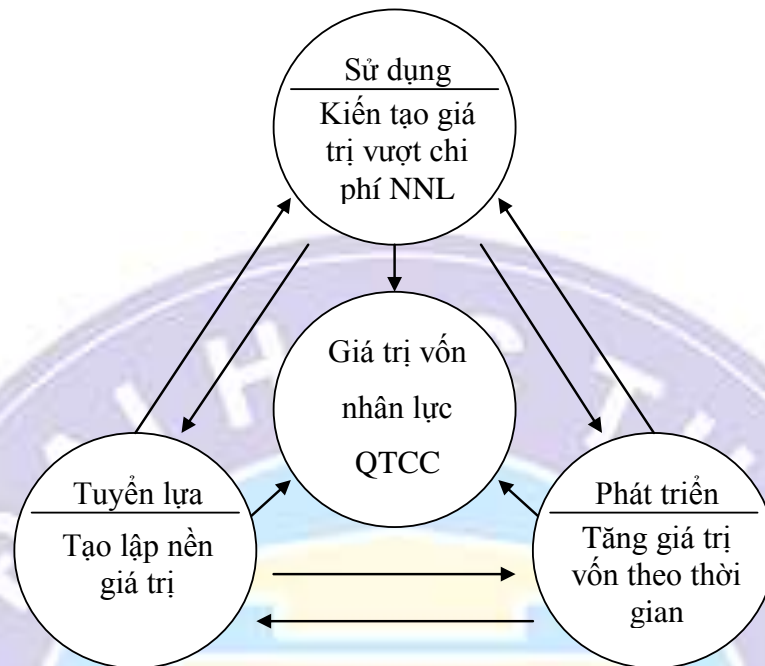 Sử dụng
Kiến tạo giá
trị vượt chi
phí NNL
Giá trị vốn
nhân lực
QTCC
Tuyển lựa
Tạo lập nền
giá trị
Phát triển
Tăng giá trị
vốn theo thời
gian